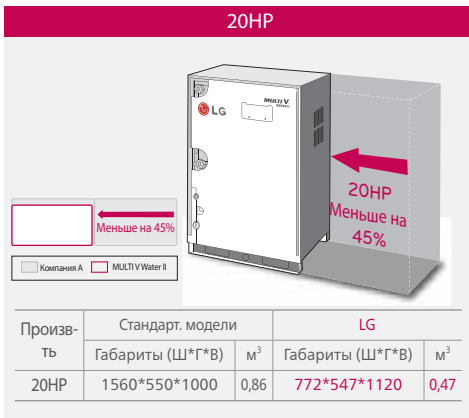 20HP
MULTI V.
LG
20HP
Меньше на
45%
Меньше на 45%
Компания А
MULTI V Water II
Произв-
ть
Стандарт. модели
LG
Габариты (Ш*Г*В)
м³
Габариты (Ш*Г*В)
м³
20HP
1560*550*1000
0,86
772*547*1120
0,47